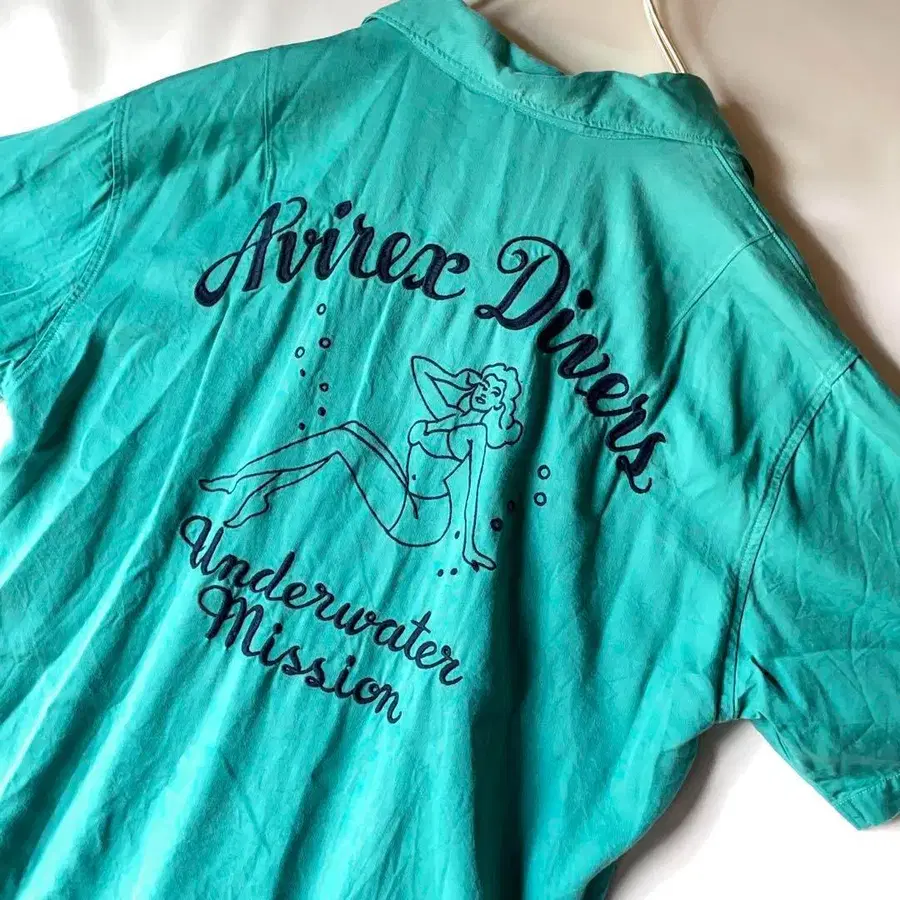 Avirex Divers
Underwater
Mission